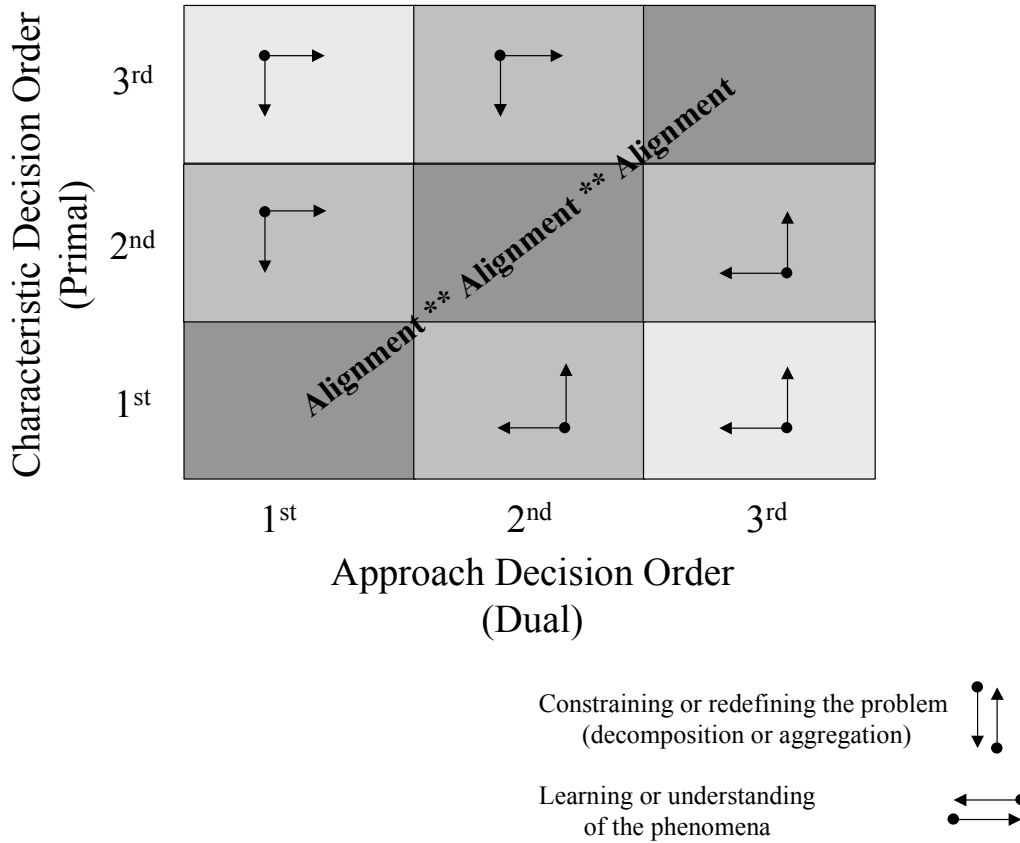 Characteristic Decision Order
(Primal)
3rd
2nd
1st
Alignment ** Alignment ** Alignment
1st
2nd
3rd
Approach Decision Order
(Dual)
Constraining or redefining the problem
(decomposition or aggregation)
Learning or understanding
of the phenomena